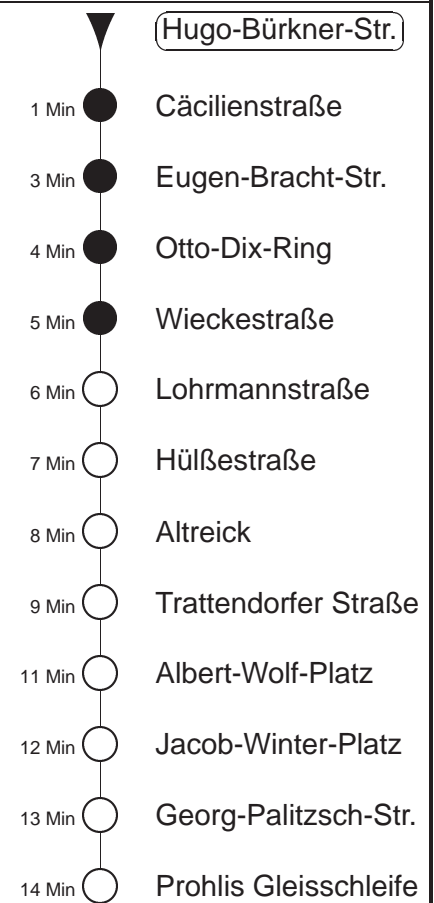 Hugo-Bürkner-Str.
1 Min Cäcilienstraße
3 Min Eugen-Bracht-Str.
4 Min Otto-Dix-Ring
5 Min Wieckestraße
6 Min Lohrmannstraße
7 Min Hülßestraße
8 Min Altreick
9 Min Trattendorfer Straße
11 Min Albert-Wolf-Platz
12 Min Jacob-Winter-Platz
13 Min Georg-Palitzsch-Str.
14 Min Prohlis Gleisschleife